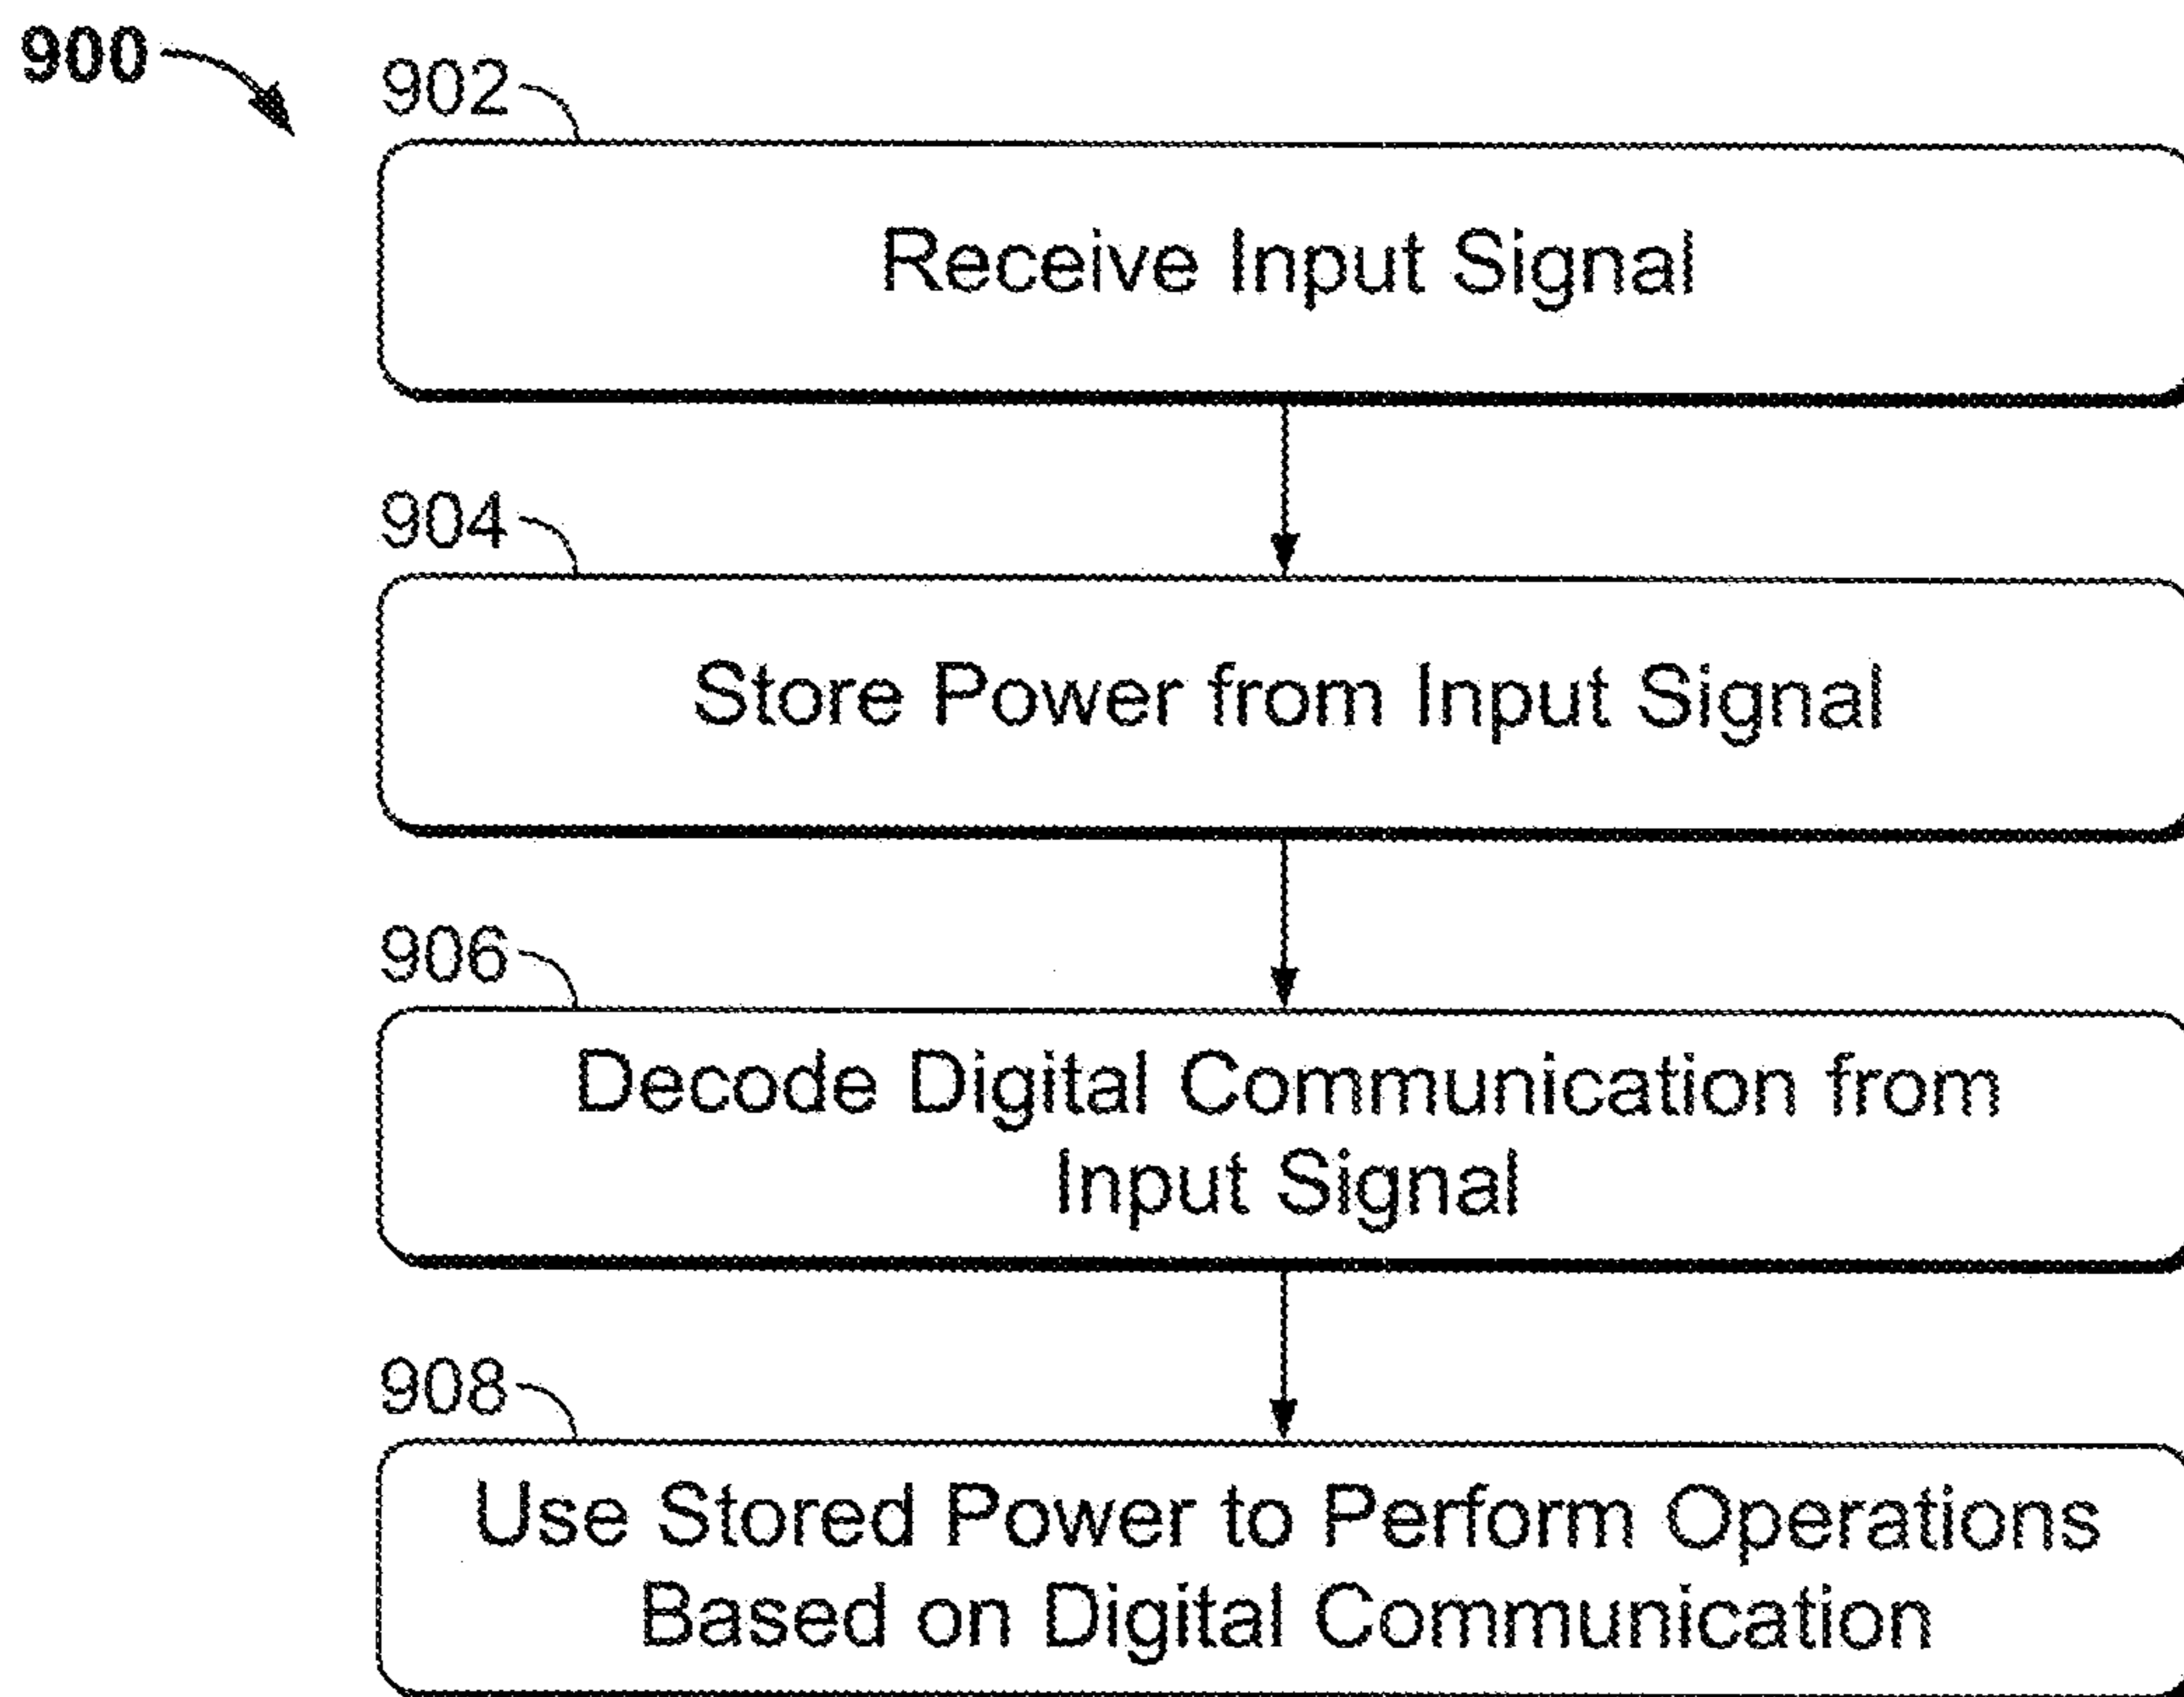 900
902
Receive Input Signal
904
Store Power from Input Signal
906
Decode Digital Communication from
Input Signal
908
Use Stored Power to Perform Operations
Based on Digital Communication